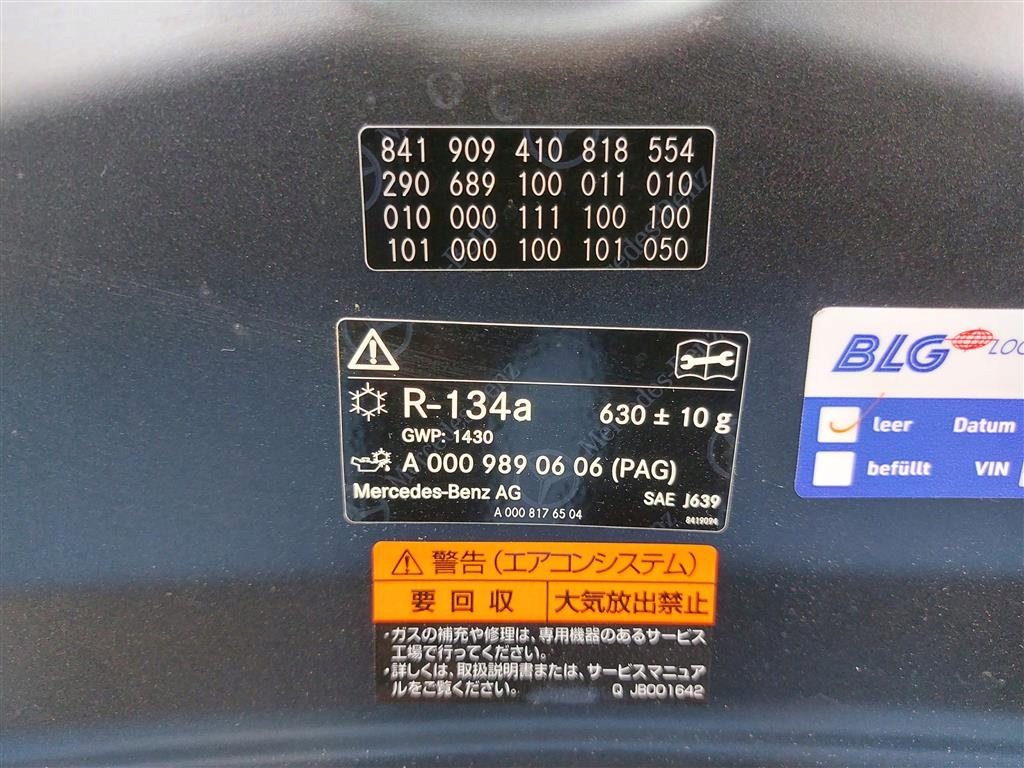 841 909 410 818 554
290 689 100 011 010
010 000 111 100 100
101 000 100 101 050
R-134a 630 ± 10 g
GWP: 1430
A 000 989 06 06 (PAG)
Mercedes-Benz AG SAE J639
A 000 817 65 04
8419094
BLG
leer Datum
befüllt VIN
警告(エアコンシステム)
要回収 大気放出禁止
・ガスの補充や修理は、専用機器のあるサービス
工場で行ってください。
・詳しくは、取扱説明書または、サービスマニュア
ルをご覧ください。
Q JB001642